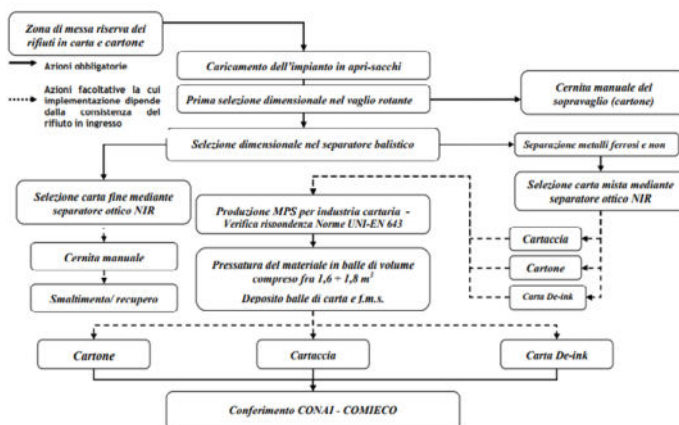 Zona di messa riserva dei
rifiuti in carta e cartone
Azioni obbligatorie
Azioni facoltative la cui
implementazione dipende
dalla consistenza del
rifiuto in ingresso
Caricamento dell'impianto in apri-sacchi
Prima selezione dimensionale nel vaglio rotante
Cernita manuale del
sopravaglio (cartone)
Selezione dimensionale nel separatore balistico
Separazione metalli ferrosi e non
Selezione carta fine mediante
separatore ottico NIR
Cernita manuale
Smaltimento/ recupero
Produzione MPS per industria cartaria -
Verifica rispondenza Norme UNI-EN 643
Pressatura del materiale in balle di volume
compreso fra 1,6 ÷ 1,8 m³
Deposito balle di carta e f.m.s.
Selezione carta mista mediante
separatore ottico NIR
Cartaccia
Cartone
Carta De-ink
Cartone
Cartaccia
Carta De-ink
Conferimento CONAI - COMIECO